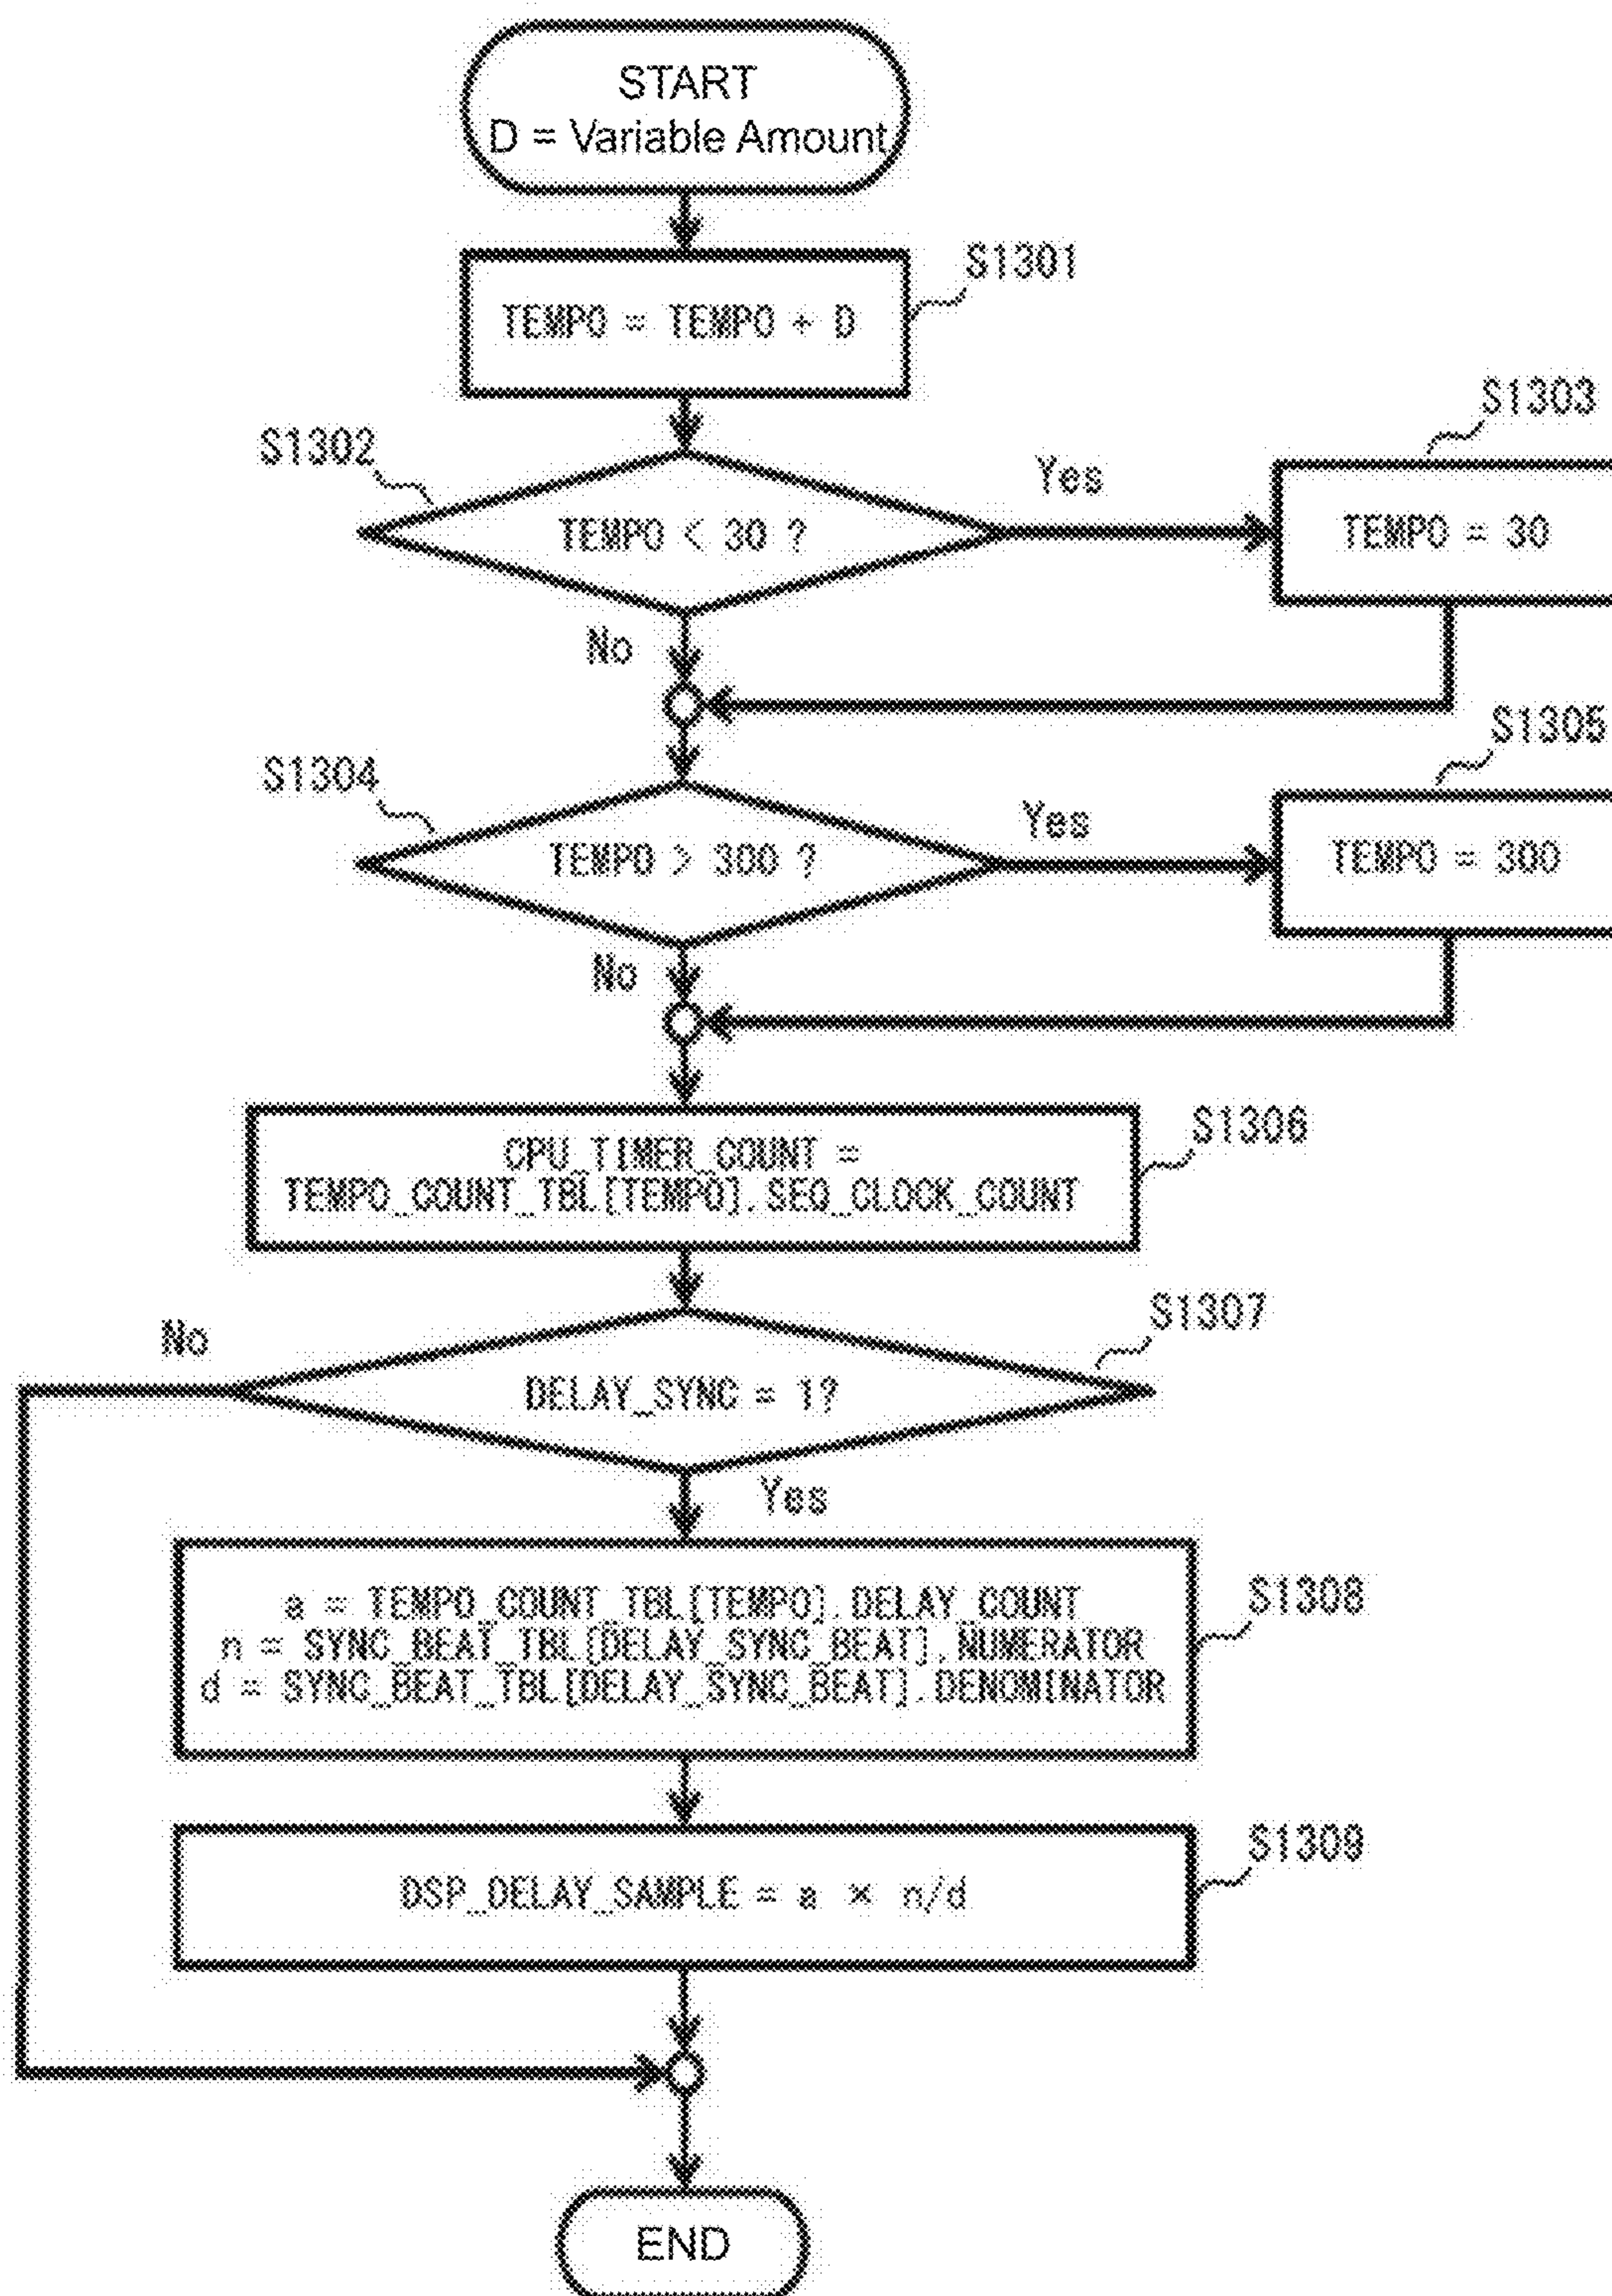 START
D = Variable Amount
S1301
TEMPO = TEMPO + D
S1303
S1302
Yes
TEMPO < 30 ?
TEMPO = 30
No
S1305
S1304
Yes
TEMPO > 300 ?
TEMPO = 300
No
S1306
CPU_TIMER_COUNT =
TEMPO_COUNT_TBL[TEMPO].SEQ_CLOCK_COUNT
S1307
No
DELAY_SYNC = 1?
Yes
S1308
a = TEMPO_COUNT_TBL[TEMPO].DELAY_COUNT
n = SYNC_BEAT_TBL[DELAY_SYNC_BEAT].NUMERATOR
d = SYNC_BEAT_TBL[DELAY_SYNC_BEAT].DENOMINATOR
S1309
DSP_DELAY_SAMPLE = a × n/d
END